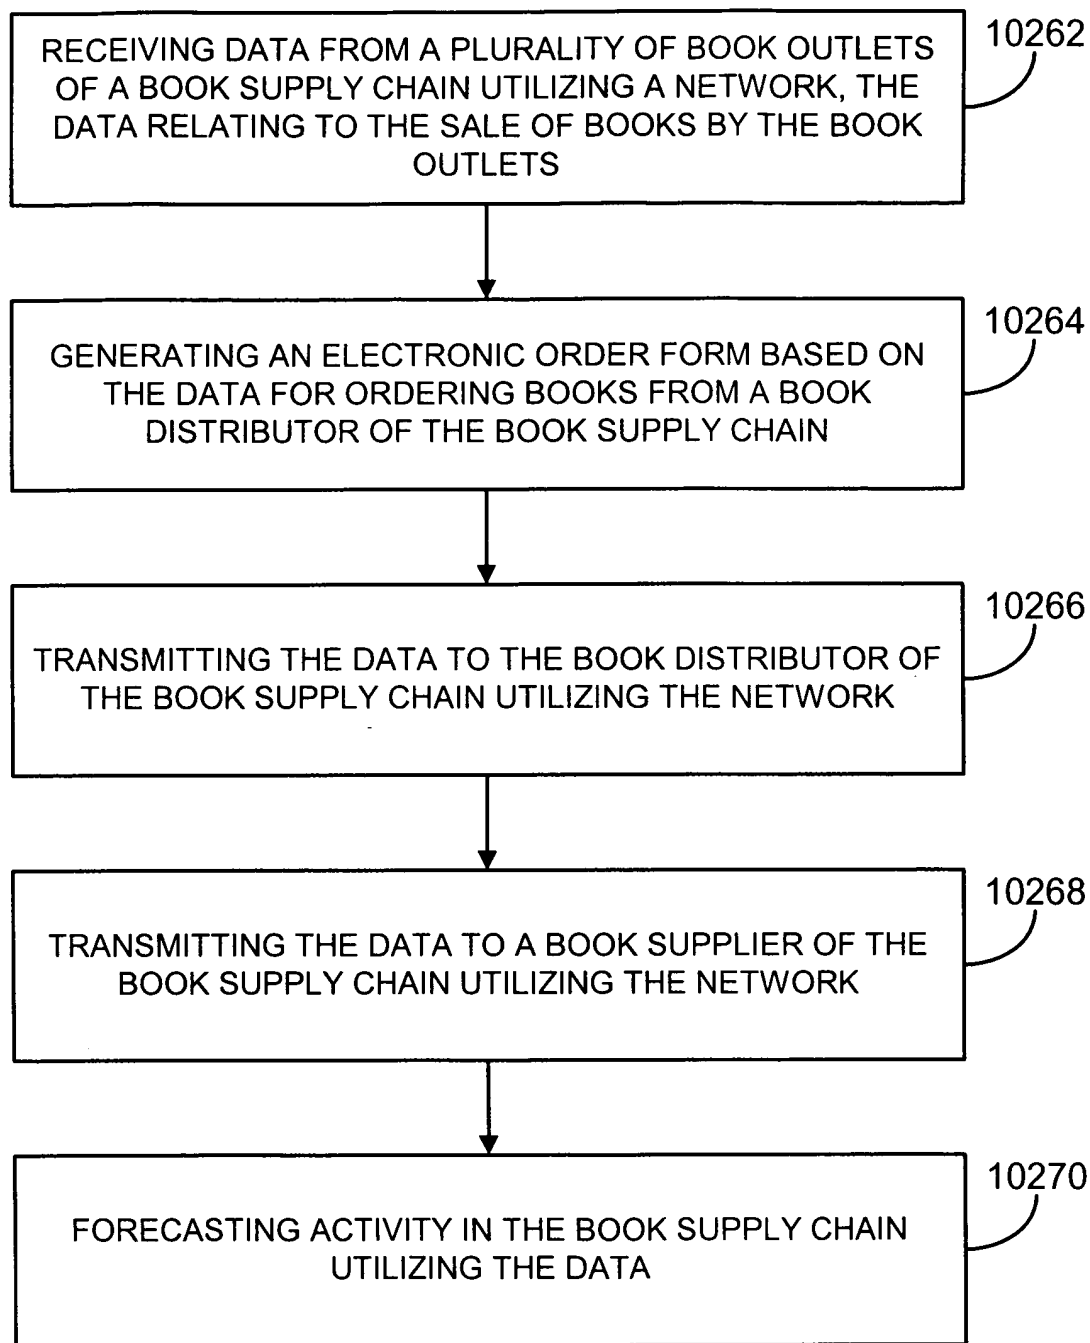 RECEIVING DATA FROM A PLURALITY OF BOOK OUTLETS
OF A BOOK SUPPLY CHAIN UTILIZING A NETWORK, THE
DATA RELATING TO THE SALE OF BOOKS BY THE BOOK
OUTLETS
10262
GENERATING AN ELECTRONIC ORDER FORM BASED ON
THE DATA FOR ORDERING BOOKS FROM A BOOK
DISTRIBUTOR OF THE BOOK SUPPLY CHAIN
10264
TRANSMITTING THE DATA TO THE BOOK DISTRIBUTOR OF
THE BOOK SUPPLY CHAIN UTILIZING THE NETWORK
10266
TRANSMITTING THE DATA TO A BOOK SUPPLIER OF THE
BOOK SUPPLY CHAIN UTILIZING THE NETWORK
10268
FORECASTING ACTIVITY IN THE BOOK SUPPLY CHAIN
UTILIZING THE DATA
10270